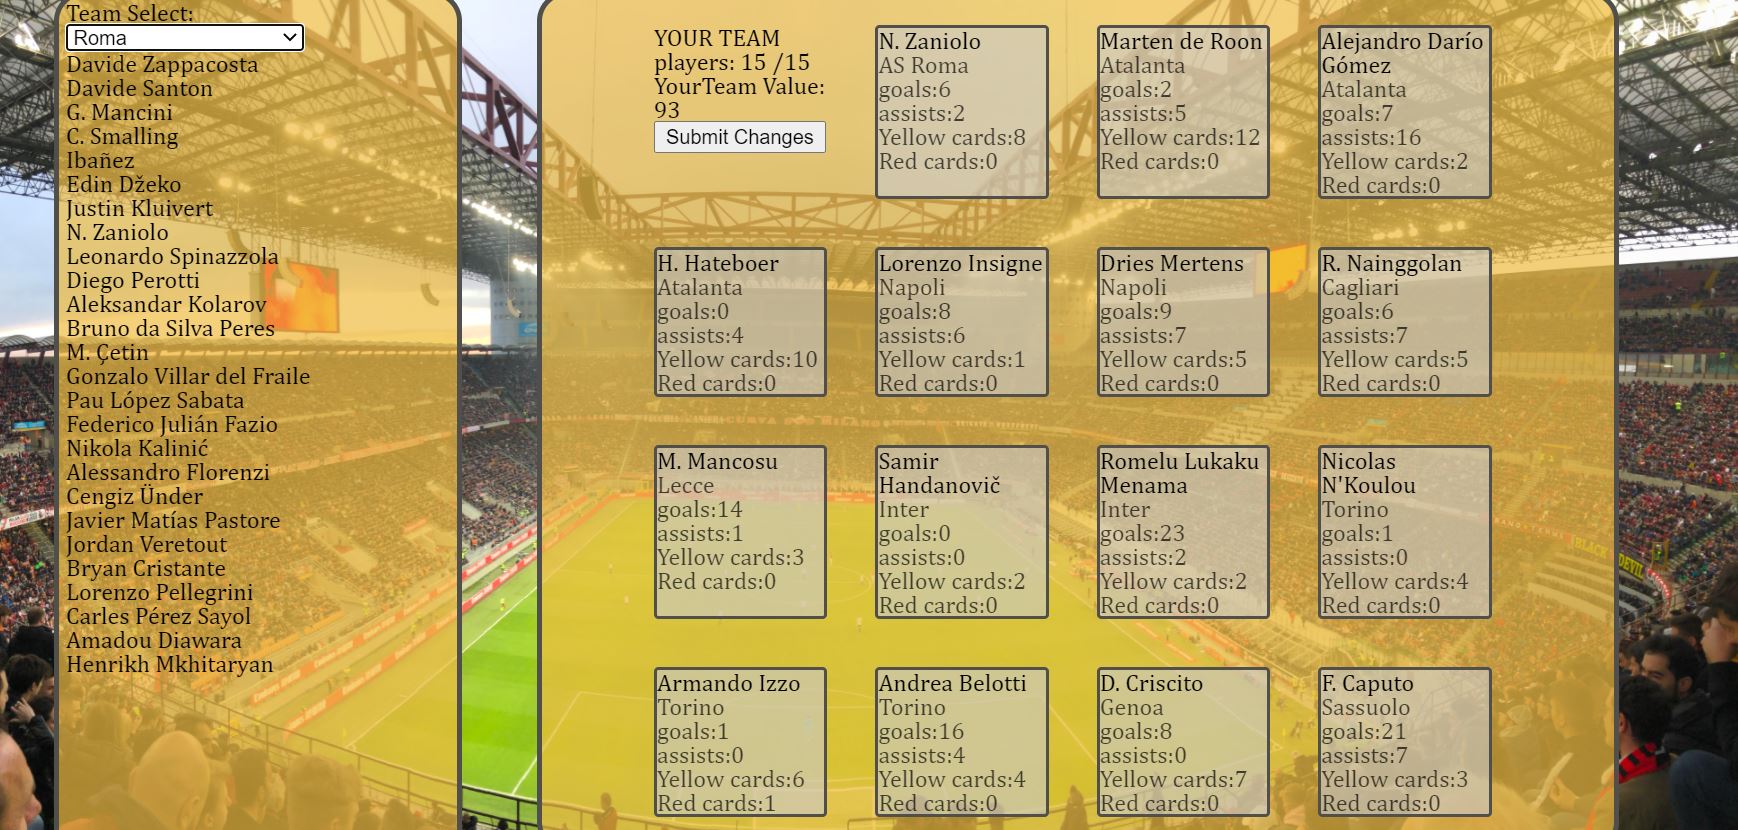 Team Select:
Roma
Davide Zappacosta
Davide Santon
G. Mancini
C. Smalling
Ibañez
Edin Džeko
Justin Kluivert
N. Zaniolo
Leonardo Spinazzola
Diego Perotti
Aleksandar Kolarov
Bruno da Silva Peres
M. Çetin
Gonzalo Villar del Fraile
Pau López Sabata
Federico Julián Fazio
Nikola Kalinić
Alessandro Florenzi
Cengiz Ünder
Javier Matías Pastore
Jordan Veretout
Bryan Cristante
Lorenzo Pellegrini
Carles Pérez Sayol
Amadou Diawara
Henrikh Mkhitaryan
YOUR TEAM
players: 15 /15
YourTeam Value:
93
Submit Changes
N. Zaniolo
AS Roma
goals:6
assists:2
Yellow cards:8
Red cards:0
Marten de Roon
Atalanta
goals:2
assists:5
Yellow cards:12
Red cards:0
Alejandro Darío
Gómez
Atalanta
goals:7
assists:16
Yellow cards:2
Red cards:0
H. Hateboer
Atalanta
goals:0
assists:4
Yellow cards:10
Red cards:0
Lorenzo Insigne
Napoli
goals:8
assists:6
Yellow cards:1
Red cards:0
Dries Mertens
Napoli
goals:9
assists:7
Yellow cards:5
Red cards:0
R. Nainggolan
Cagliari
goals:6
assists:7
Yellow cards:5
Red cards:0
M. Mancosu
Lecce
goals:14
assists:1
Yellow cards:3
Red cards:0
Samir
Handanovič
Inter
goals:0
assists:0
Yellow cards:2
Red cards:0
Romelu Lukaku
Menama
Inter
goals:23
assists:2
Yellow cards:2
Red cards:0
Nicolas
N'Koulou
Torino
goals:1
assists:0
Yellow cards:4
Red cards:0
Armando Izzo
Torino
goals:1
assists:0
Yellow cards:6
Red cards:1
Andrea Belotti
Torino
goals:16
assists:4
Yellow cards:4
Red cards:0
D. Criscito
Genoa
goals:8
assists:0
Yellow cards:7
Red cards:0
F. Caputo
Sassuolo
goals:21
assists:7
Yellow cards:3
Red cards:0
BLACK DEVIL